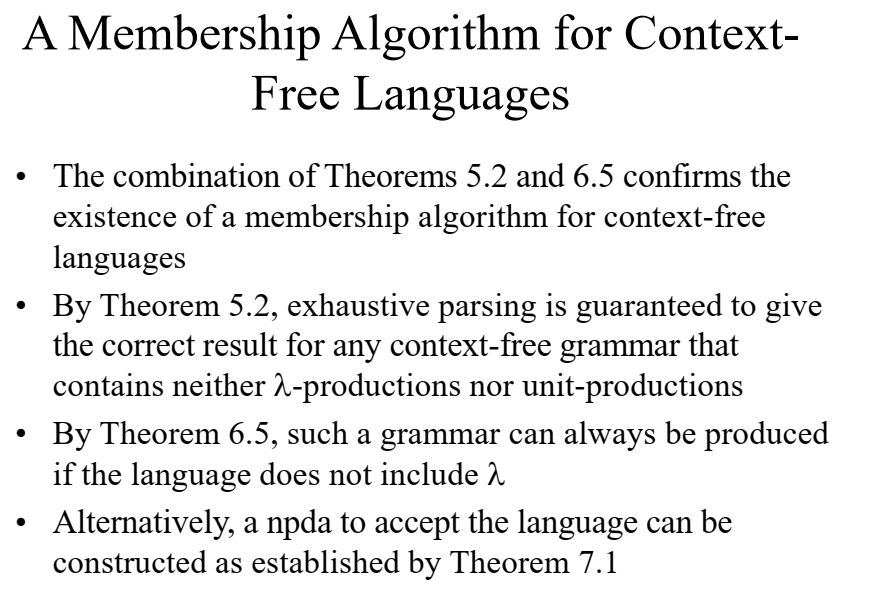 A Membership Algorithm for Context-
Free Languages
• The combination of Theorems 5.2 and 6.5 confirms the
existence of a membership algorithm for context-free
languages
• By Theorem 5.2, exhaustive parsing is guaranteed to give
the correct result for any context-free grammar that
contains neither λ-productions nor unit-productions
• By Theorem 6.5, such a grammar can always be produced
if the language does not include λ
• Alternatively, a npda to accept the language can be
constructed as established by Theorem 7.1